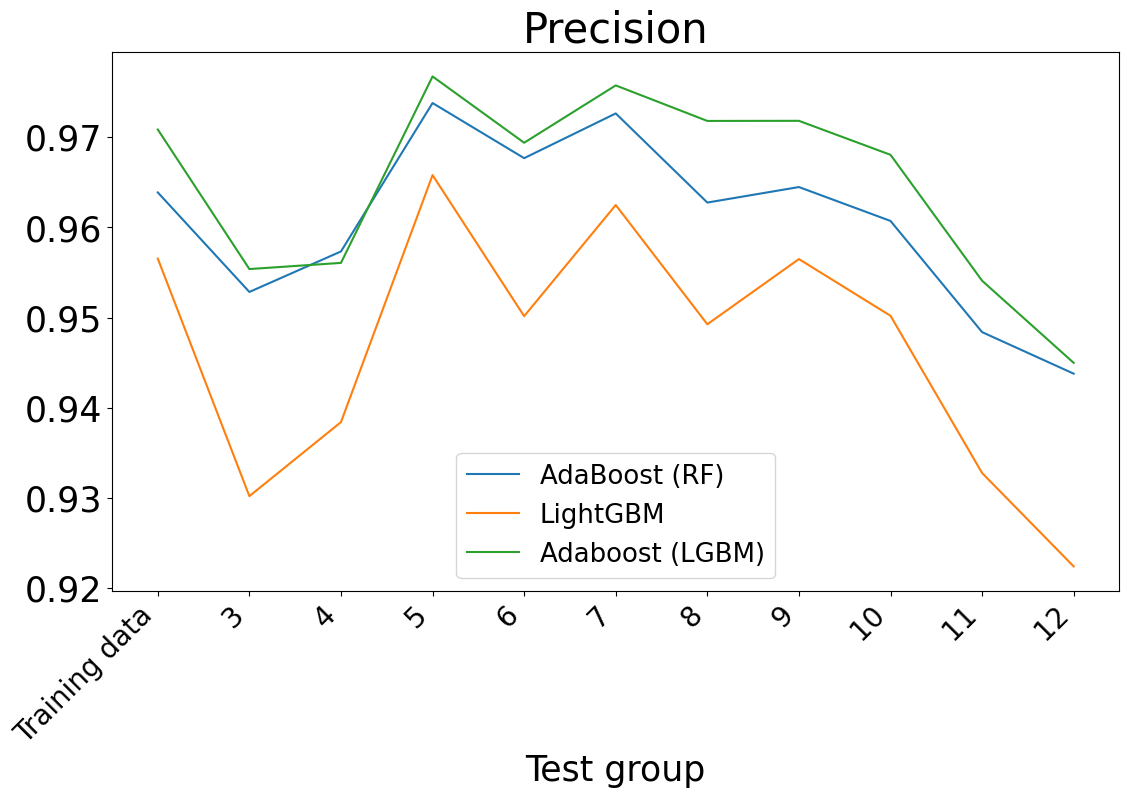 Precision
0.97
0.96
0.95
0.94
0.93
0.92
AdaBoost (RF)
LightGBM
Adaboost (LGBM)
Training data 3 4 5 6 7 8 9 10 11 12
Test group